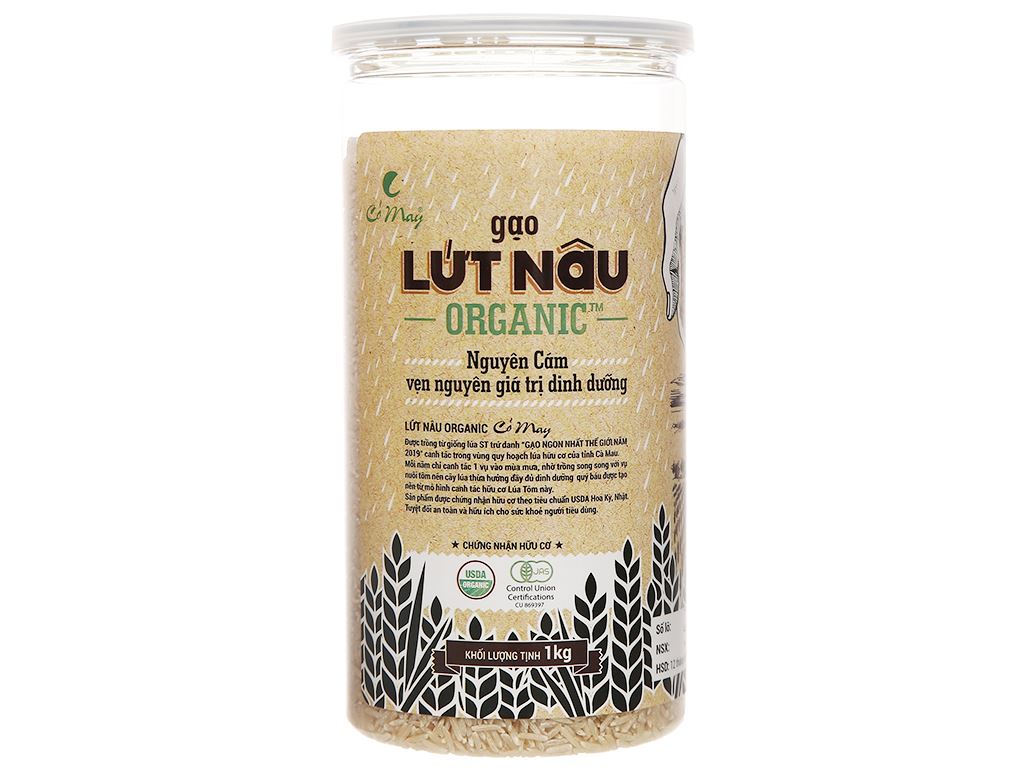 Cỏ May®
gạo
LỨT NÂU
ORGANIC™
Nguyên Cám
vẹn nguyên giá trị dinh dưỡng
LỨT NÂU ORGANIC Cỏ May
Được trồng từ giống lúa ST trứ danh "GẠO NGON NHẤT THẾ GIỚI NĂM
2019" canh tác trong vùng quy hoạch lúa hữu cơ của tỉnh Cà Mau.
Mỗi năm chỉ canh tác 1 vụ vào mùa mưa, nhờ trồng song song với vụ
nuôi tôm nên cây lúa thừa hưởng đầy đủ dinh dưỡng quý báu được tạo
nên từ mô hình canh tác hữu cơ Lúa Tôm này.
Sản phẩm được chứng nhận hữu cơ theo tiêu chuẩn USDA Hoa Kỳ, Nhật.
Tuyệt đối an toàn và hữu ích cho sức khoẻ người tiêu dùng.
★ CHỨNG NHẬN HỮU CƠ ★
USDA
ORGANIC
JAS
Control Union
Certifications
CU 869397
Số lô:
NSX:
HSD: 12
KHỐI LƯỢNG TỊNH 1kg